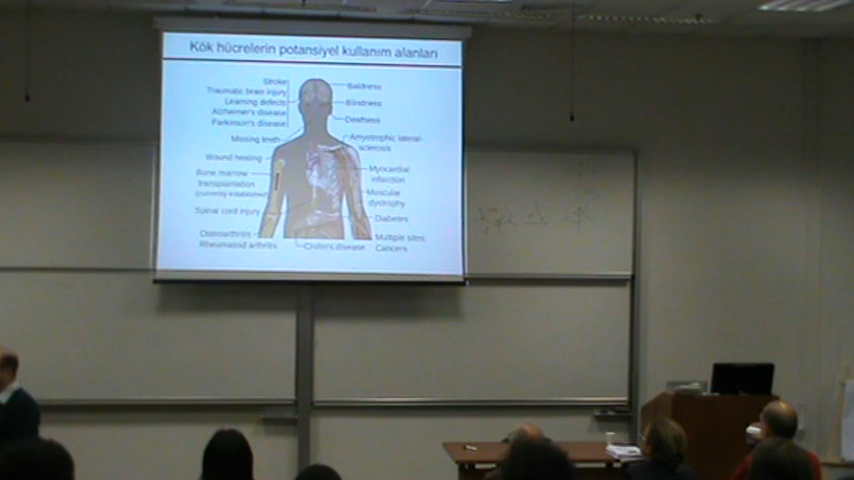 Kök hücrelerin potansiyel kullanım alanları
Stroke
Traumatic brain injury
Learning defects
Alzheimer's disease
Parkinson's disease
Missing teeth
Wound healing
Bone marrow
transplantation
(currently established)
Spinal cord injury
Osteoarthritis
Rheumatoid arthritis
Baldness
Blindness
Deafness
Amyotrophic lateral-
sclerosis
Myocardial
infarction
Muscular
dystrophy
Diabetes
Multiple sites:
Cancers
Crohn's disease